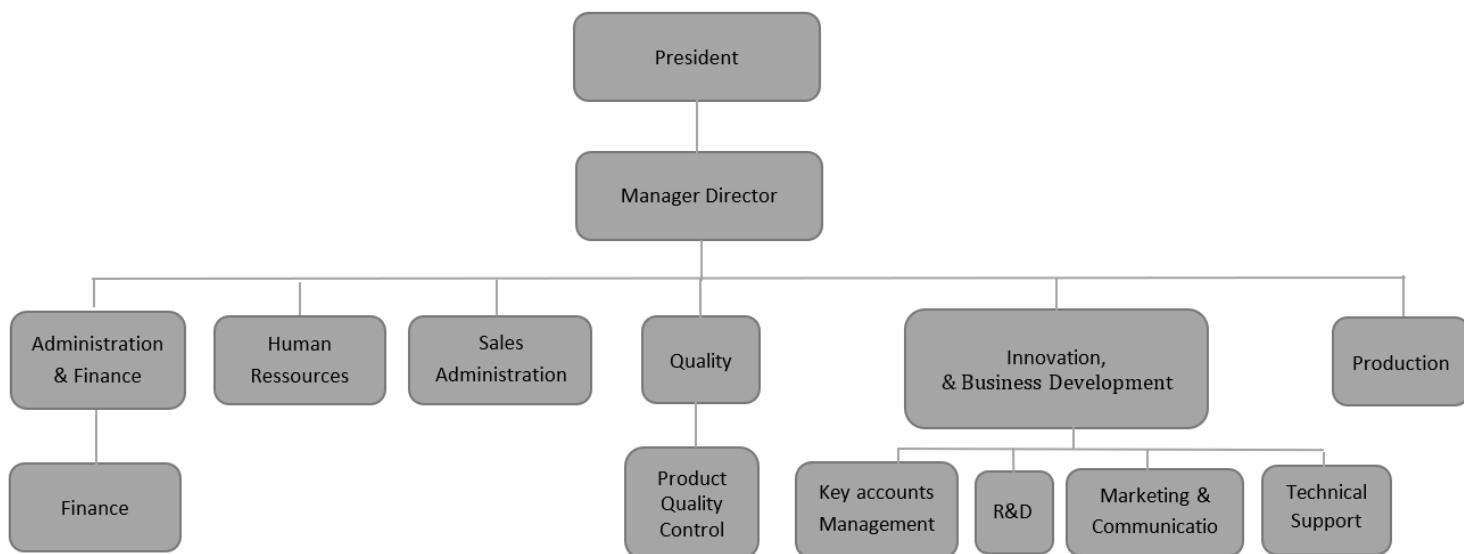 President
Manager Director
Administration
& Finance
Human
Ressources
Sales
Administration
Quality
Innovation,
& Business Development
Production
Finance
Product
Quality
Control
Key accounts
Management
R&D
Marketing &
Communicatio
Technical
Support